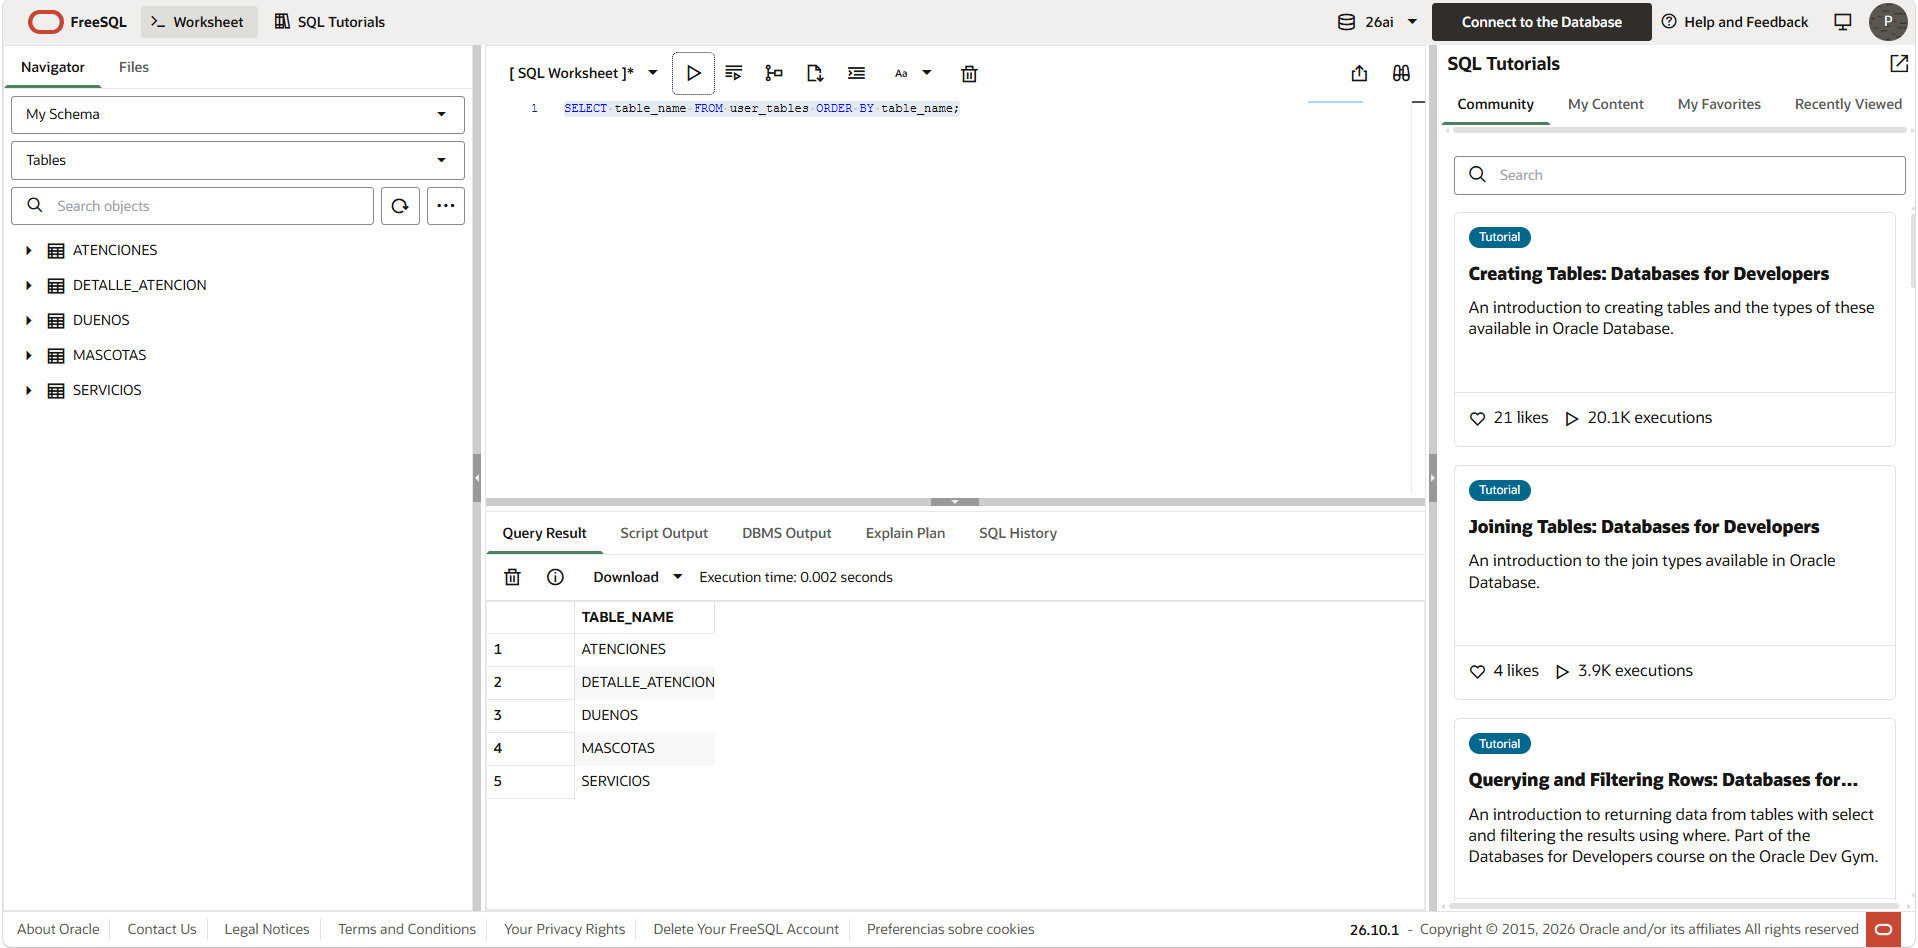 FreeSQL
Worksheet
SQL Tutorials
26ai
Connect to the Database
Help and Feedback
P
Navigator
Files
My Schema
Tables
Search objects
ATENCIONES
DETALLE_ATENCION
DUENOS
MASCOTAS
SERVICIOS
[ SQL Worksheet ]*
Aa
1 SELECT table_name FROM user_tables ORDER BY table_name;
Query Result
Script Output
DBMS Output
Explain Plan
SQL History
Download
Execution time: 0.002 seconds
TABLE_NAME
1 ATENCIONES
2 DETALLE_ATENCION
3 DUENOS
4 MASCOTAS
5 SERVICIOS
SQL Tutorials
Community
My Content
My Favorites
Recently Viewed
Search
Tutorial
Creating Tables: Databases for Developers
An introduction to creating tables and the types of these
available in Oracle Database.
21 likes
20.1K executions
Tutorial
Joining Tables: Databases for Developers
An introduction to the join types available in Oracle
Database.
4 likes
3.9K executions
Tutorial
Querying and Filtering Rows: Databases for...
An introduction to returning data from tables with select
and filtering the results using where. Part of the
Databases for Developers course on the Oracle Dev Gym.
About Oracle
Contact Us
Legal Notices
Terms and Conditions
Your Privacy Rights
Delete Your FreeSQL Account
Preferencias sobre cookies
26.10.1 - Copyright © 2015, 2026 Oracle and/or its affiliates All rights reserved